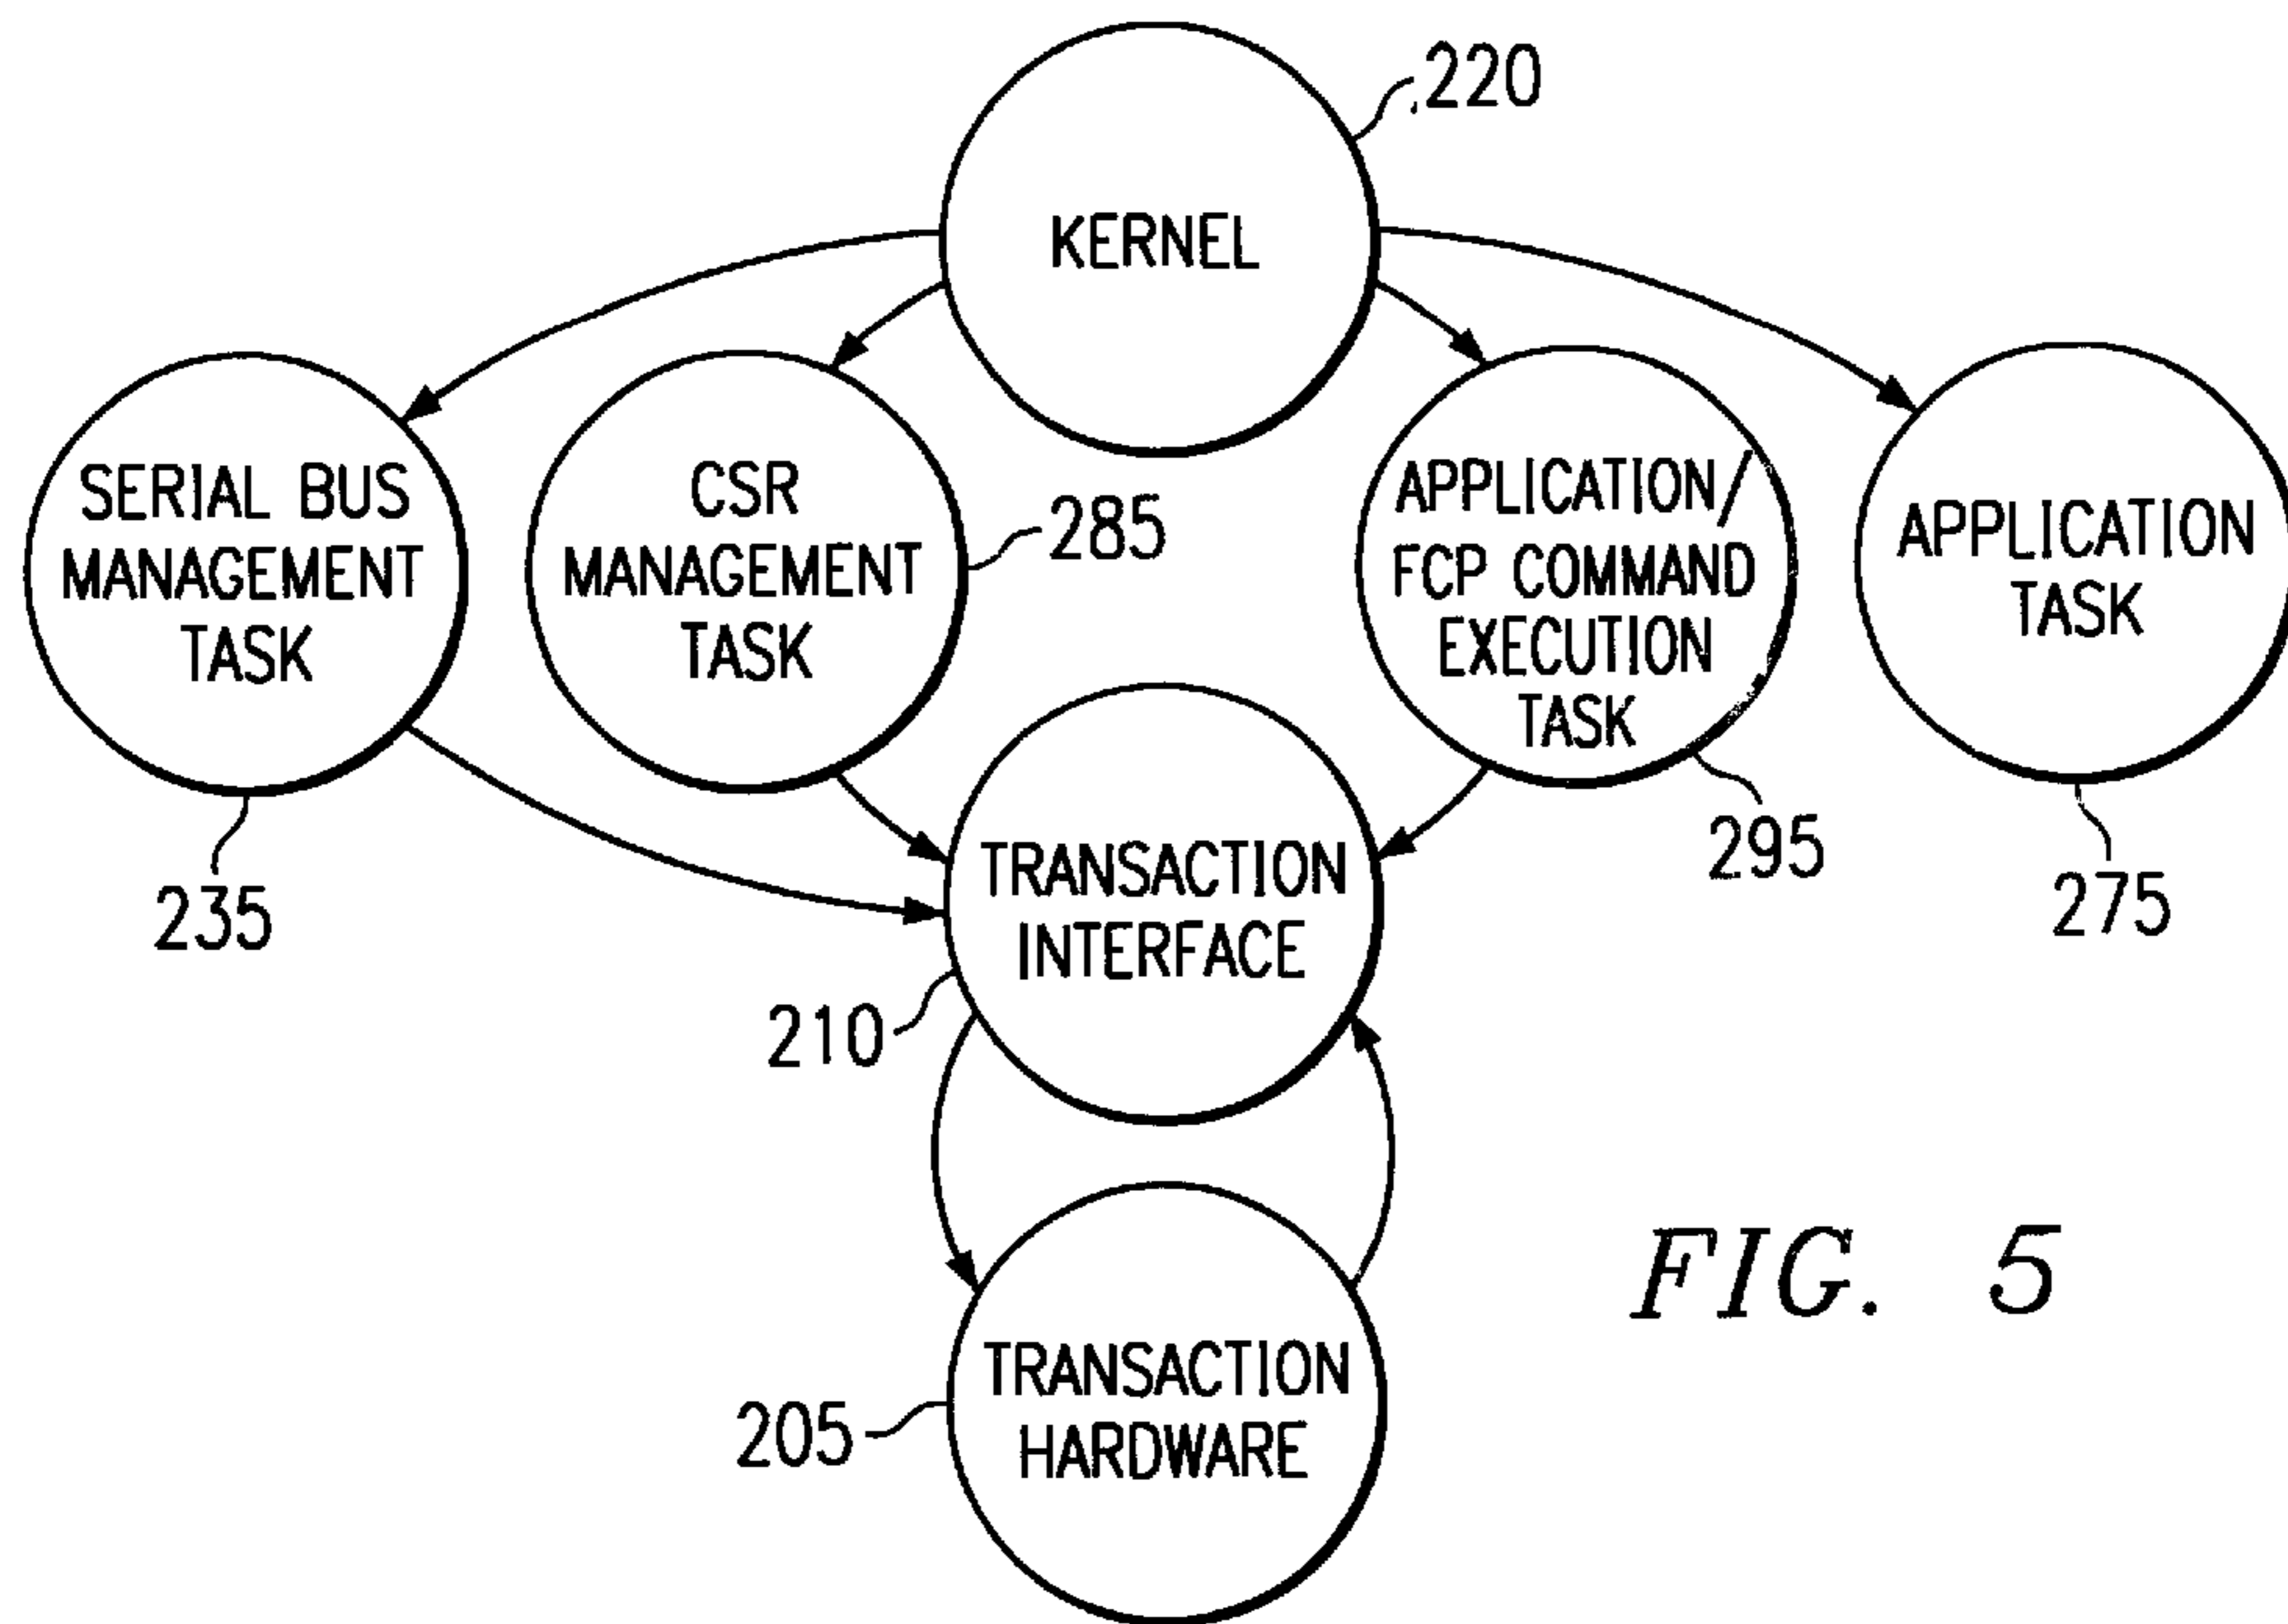 220
KERNEL
SERIAL BUS
MANAGEMENT
TASK
235
CSR
MANAGEMENT
TASK
285
APPLICATION/
FCP COMMAND
EXECUTION
TASK
295
APPLICATION
TASK
275
TRANSACTION
INTERFACE
210
TRANSACTION
HARDWARE
205
FIG. 5